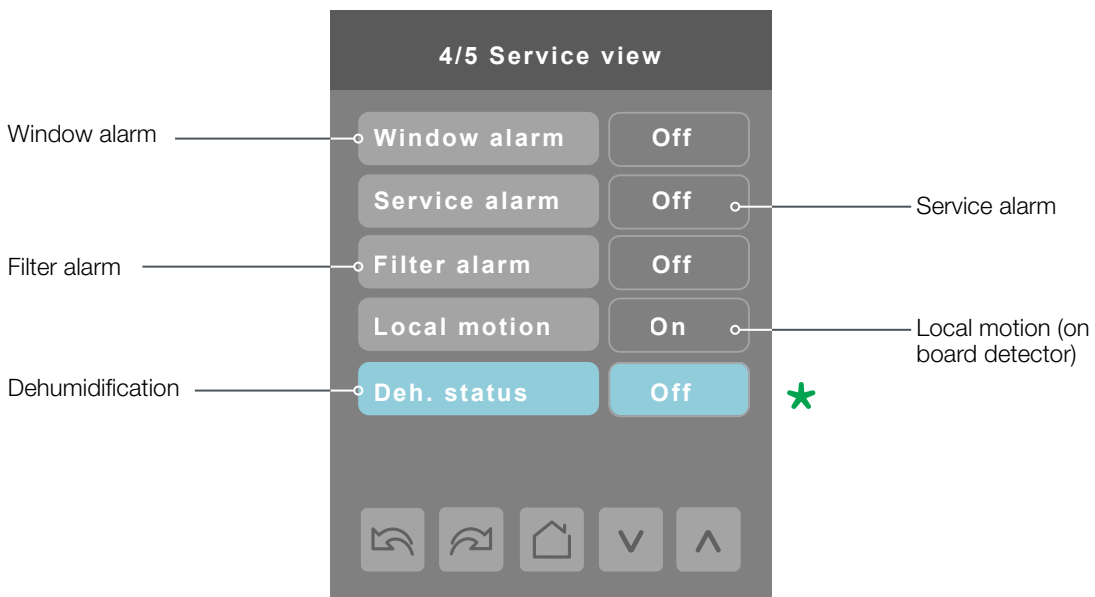 4/5 Service view
Window alarm
Window alarm Off
Service alarm Off
Service alarm
Filter alarm
Filter alarm Off
Local motion On
Local motion (on
board detector)
Dehumidification
Deh. status Off
*